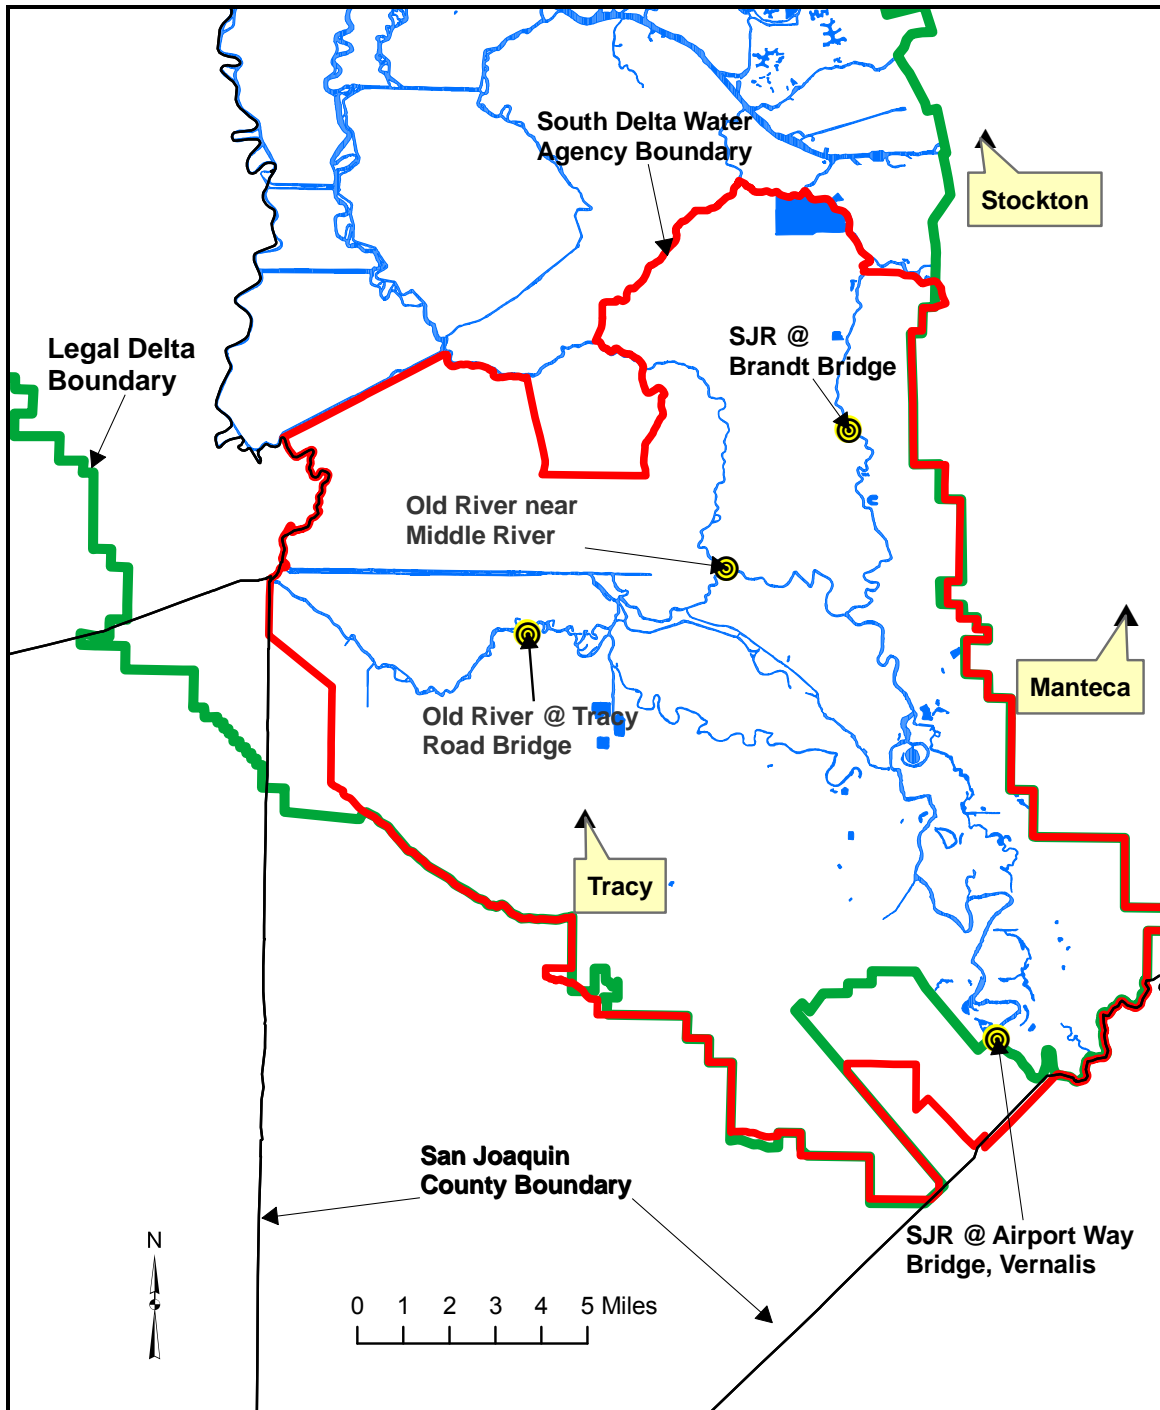 South Delta Water
Agency Boundary
Stockton
SJR @
Brandt Bridge
Legal Delta
Boundary
Old River near
Middle River
Manteca
Old River @ Tracy
Road Bridge
Tracy
San Joaquin
County Boundary
SJR @ Airport Way
Bridge, Vernalis
N
0 1 2 3 4 5 Miles